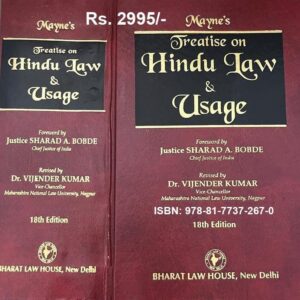 Mayne's
Treatise on
Hindu Law
&
Usage
Foreword by
Justice SHARAD A. BOBDE
Chief Justice of India
Revised by
Dr. VIJENDER KUMAR
Vice-Chancellor
Maharashtra National Law University, Nagpur
18th Edition
BHARAT LAW HOUSE, New Delhi
Rs. 2995/-
Mayne's
Treatise on
Hindu Law
&
Usage
Foreword by
Justice SHARAD A. BOBDE
Chief Justice of India
Revised by
Dr. VIJENDER KUMAR
Vice-Chancellor
Maharashtra National Law University, Nagpur
ISBN: 978-81-7737-267-0
18th Edition
BHARAT LAW HOUSE, New Delhi